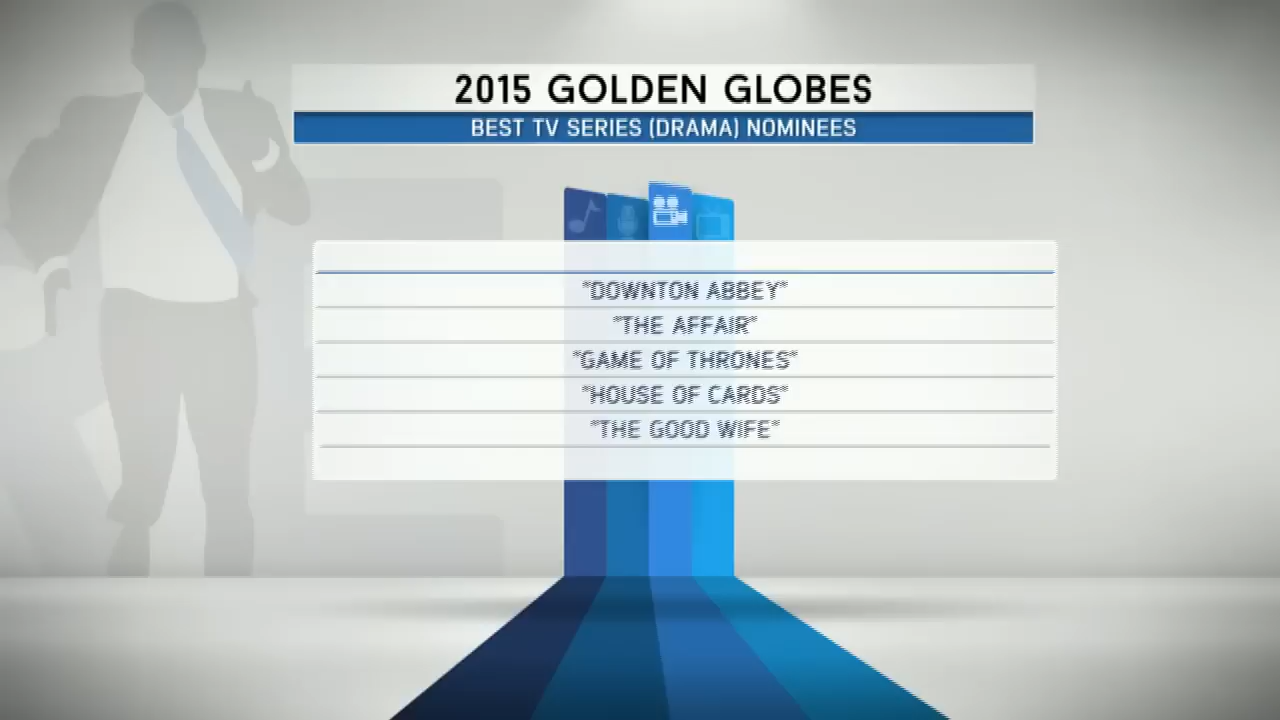 2015 GOLDEN GLOBES
BEST TV SERIES (DRAMA) NOMINEES
"DOWNTON ABBEY"
"THE AFFAIR"
"GAME OF THRONES"
"HOUSE OF CARDS"
"THE GOOD WIFE"